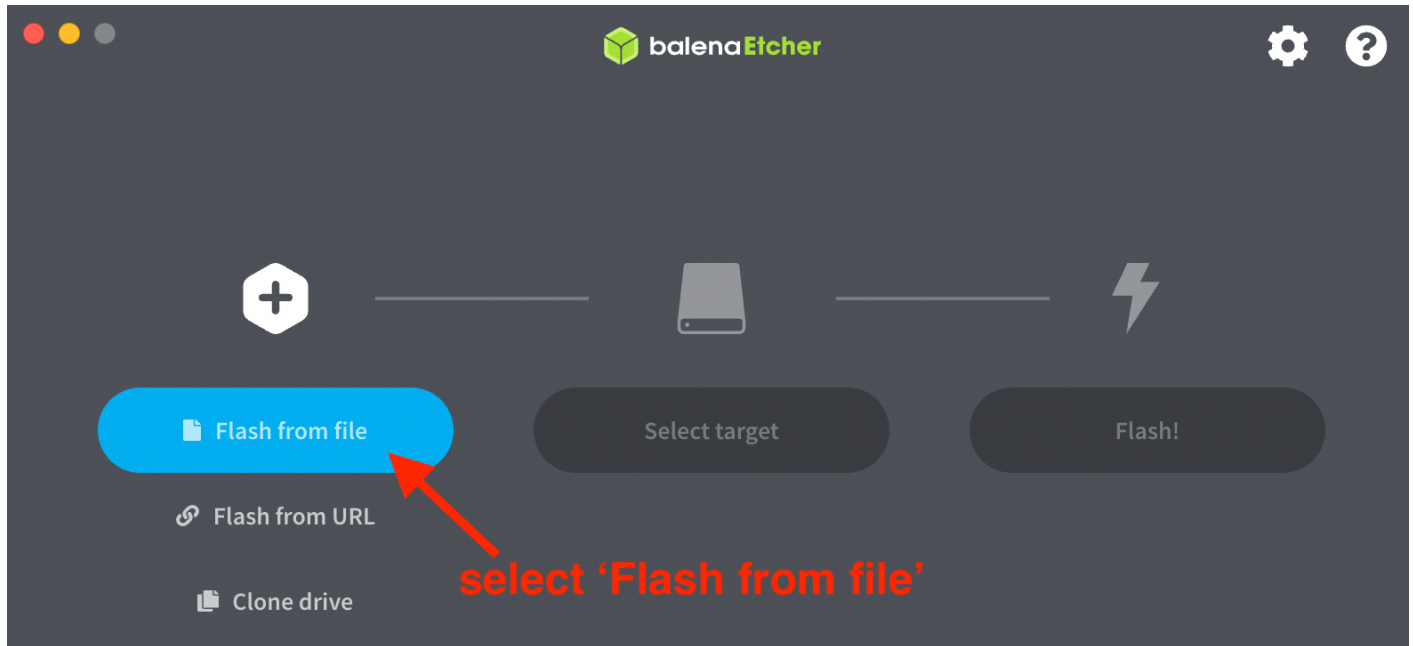 balenaEtcher
Flash from file
Select target
Flash!
Flash from URL
select ‘Flash from file’
Clone drive